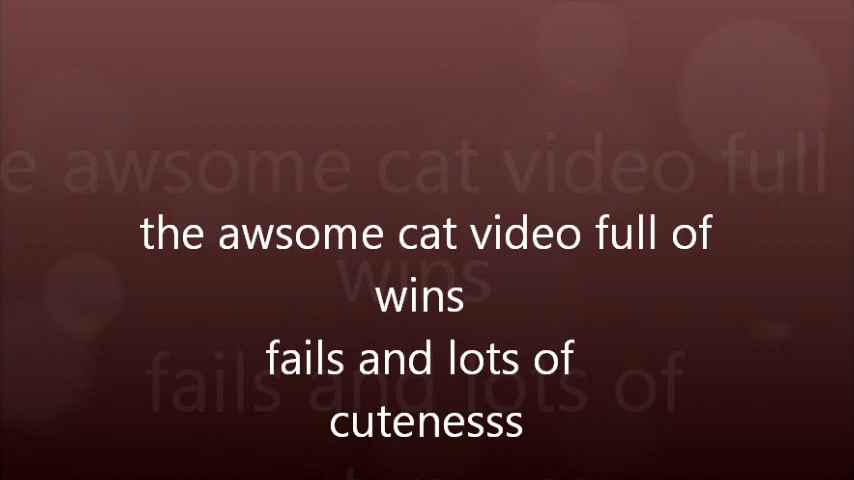 the awsome cat video full of
wins
fails and lots of
cutenesss